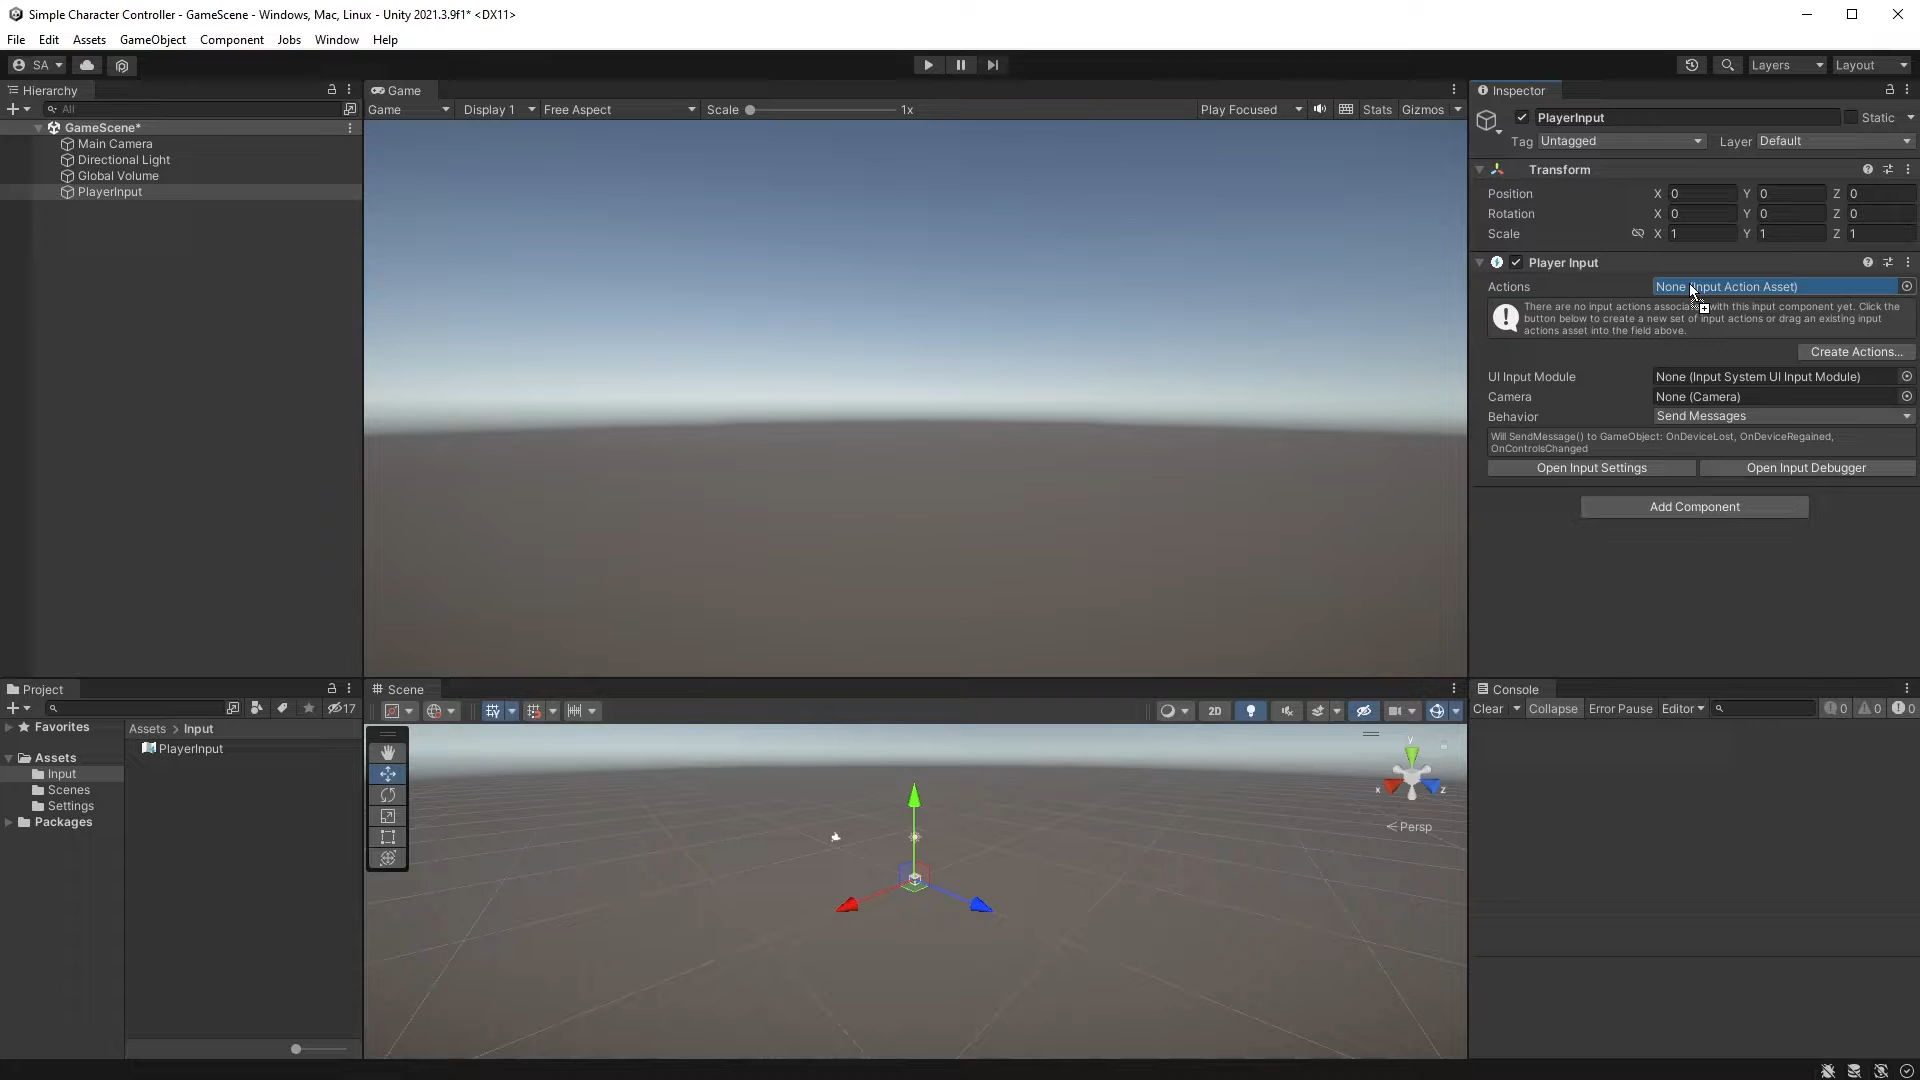 Simple Character Controller - GameScene - Windows, Mac, Linux - Unity 2021.3.9f1* <DX11>
File Edit Assets GameObject Component Jobs Window Help
SA
Layers
Layout
Hierarchy
All
GameScene*
Main Camera
Directional Light
Global Volume
PlayerInput
Game
Game Display 1 Free Aspect Scale 1x Play Focused Stats Gizmos
Inspector
PlayerInput Static
Tag Untagged Layer Default
Transform
Position X 0 Y 0 Z 0
Rotation X 0 Y 0 Z 0
Scale X 1 Y 1 Z 1
Player Input
Actions None (Input Action Asset)
There are no input actions associated with this input component yet. Click the
button below to create a new set of input actions or drag an existing input
actions asset into the field above.
Create Actions...
UI Input Module None (Input System UI Input Module)
Camera None (Camera)
Behavior Send Messages
Will SendMessage() to GameObject: OnDeviceLost, OnDeviceRegained,
OnControlsChanged
Open Input Settings Open Input Debugger
Add Component
Project
17
Favorites
Assets
Input
Scenes
Settings
Packages
Assets > Input
PlayerInput
Scene
2D
y
x
z
Persp
Console
Clear Collapse Error Pause Editor 0 0 0